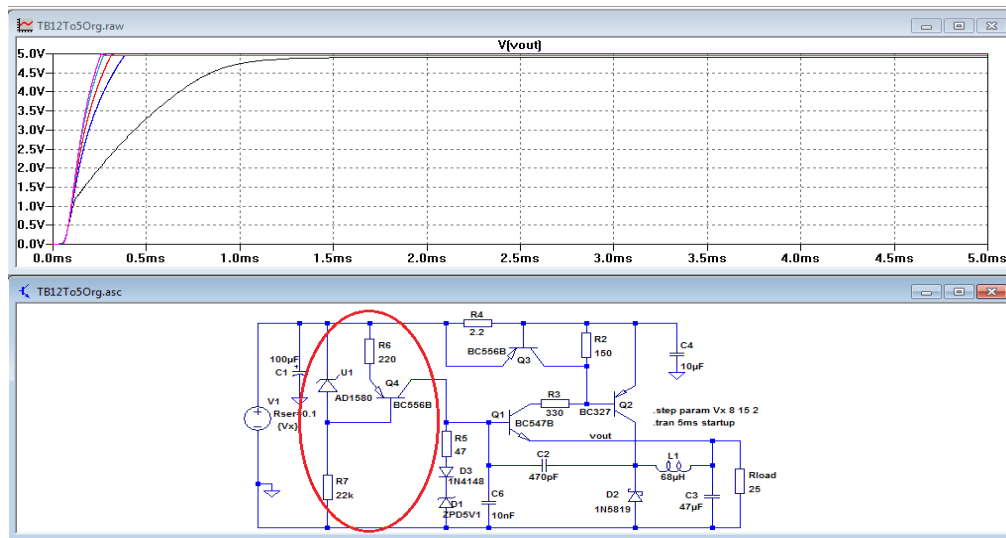 TB12To5Org.raw
V(vout)
5.0V
4.5V
4.0V
3.5V
3.0V
2.5V
2.0V
1.5V
1.0V
0.5V
0.0V
0.0ms 0.5ms 1.0ms 1.5ms 2.0ms 2.5ms 3.0ms 3.5ms 4.0ms 4.5ms 5.0ms
TB12To5Org.asc
R4
2.2
R6
220
BC556B
Q3
R2
150
C4
10µF
100µF
C1
U1
AD1580
Q4
BC556B
V1
Rser=0.1
{Vx}
R3
330
Q1
BC547B
BC327
Q2
.step param Vx 8 15 2
.tran 5ms startup
vout
R5
47
C2
470pF
L1
68µH
Rload
25
R7
22k
D3
1N4148
D1
ZPD5V1
C6
10nF
D2
1N5819
C3
47µF